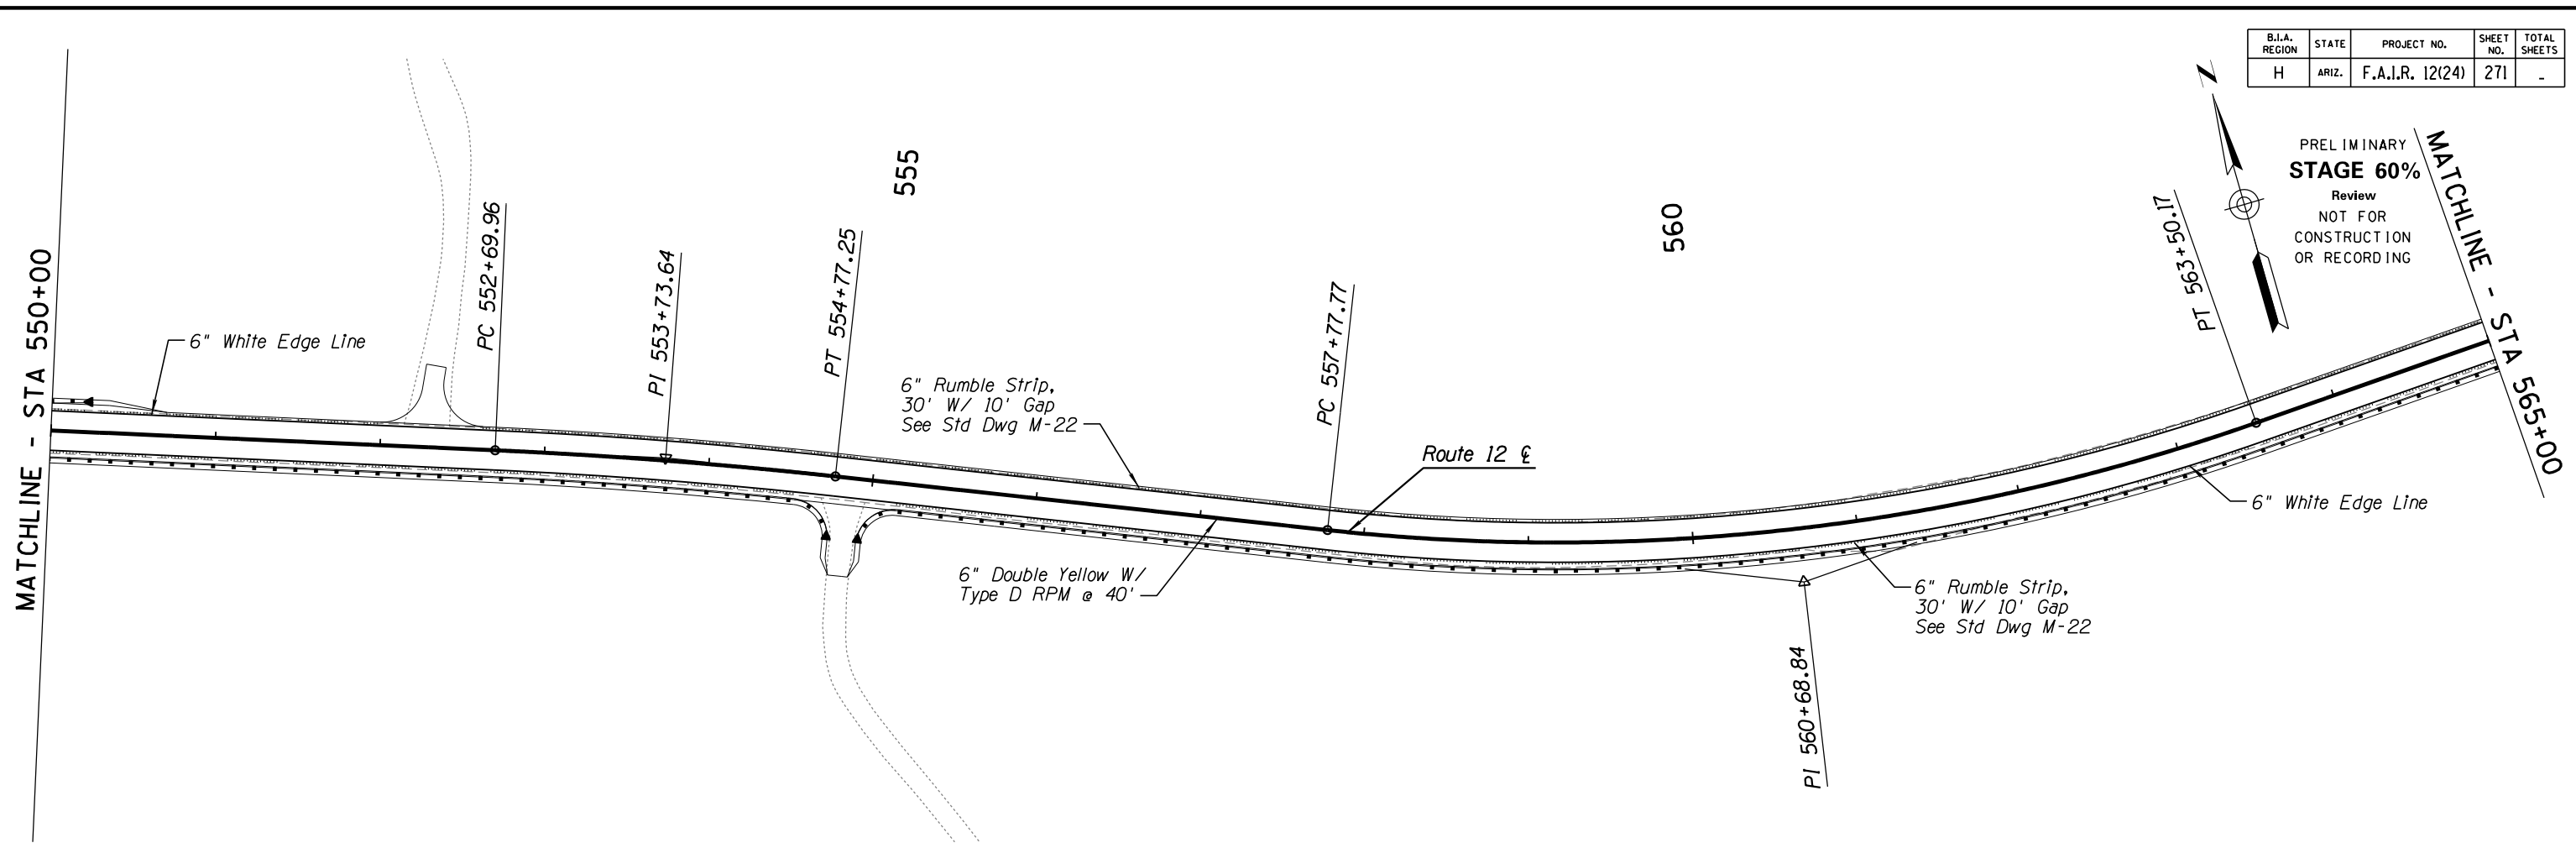 B.I.A. REGION
STATE
PROJECT NO.
SHEET NO.
TOTAL SHEETS
H
ARIZ.
F.A.I.R. 12(24)
271
-
N
PRELIMINARY
STAGE 60%
Review
NOT FOR
CONSTRUCTION
OR RECORDING
MATCHLINE - STA 550+00
6" White Edge Line
PC 552+69.96
PI 553+73.64
PT 554+77.25
555
6" Rumble Strip,
30' W/ 10' Gap
See Std Dwg M-22
6" Double Yellow W/
Type D RPM @ 40'
PC 557+77.77
Route 12 ℄
560
PI 560+68.84
6" Rumble Strip,
30' W/ 10' Gap
See Std Dwg M-22
PT 563+50.17
6" White Edge Line
MATCHLINE - STA 565+00